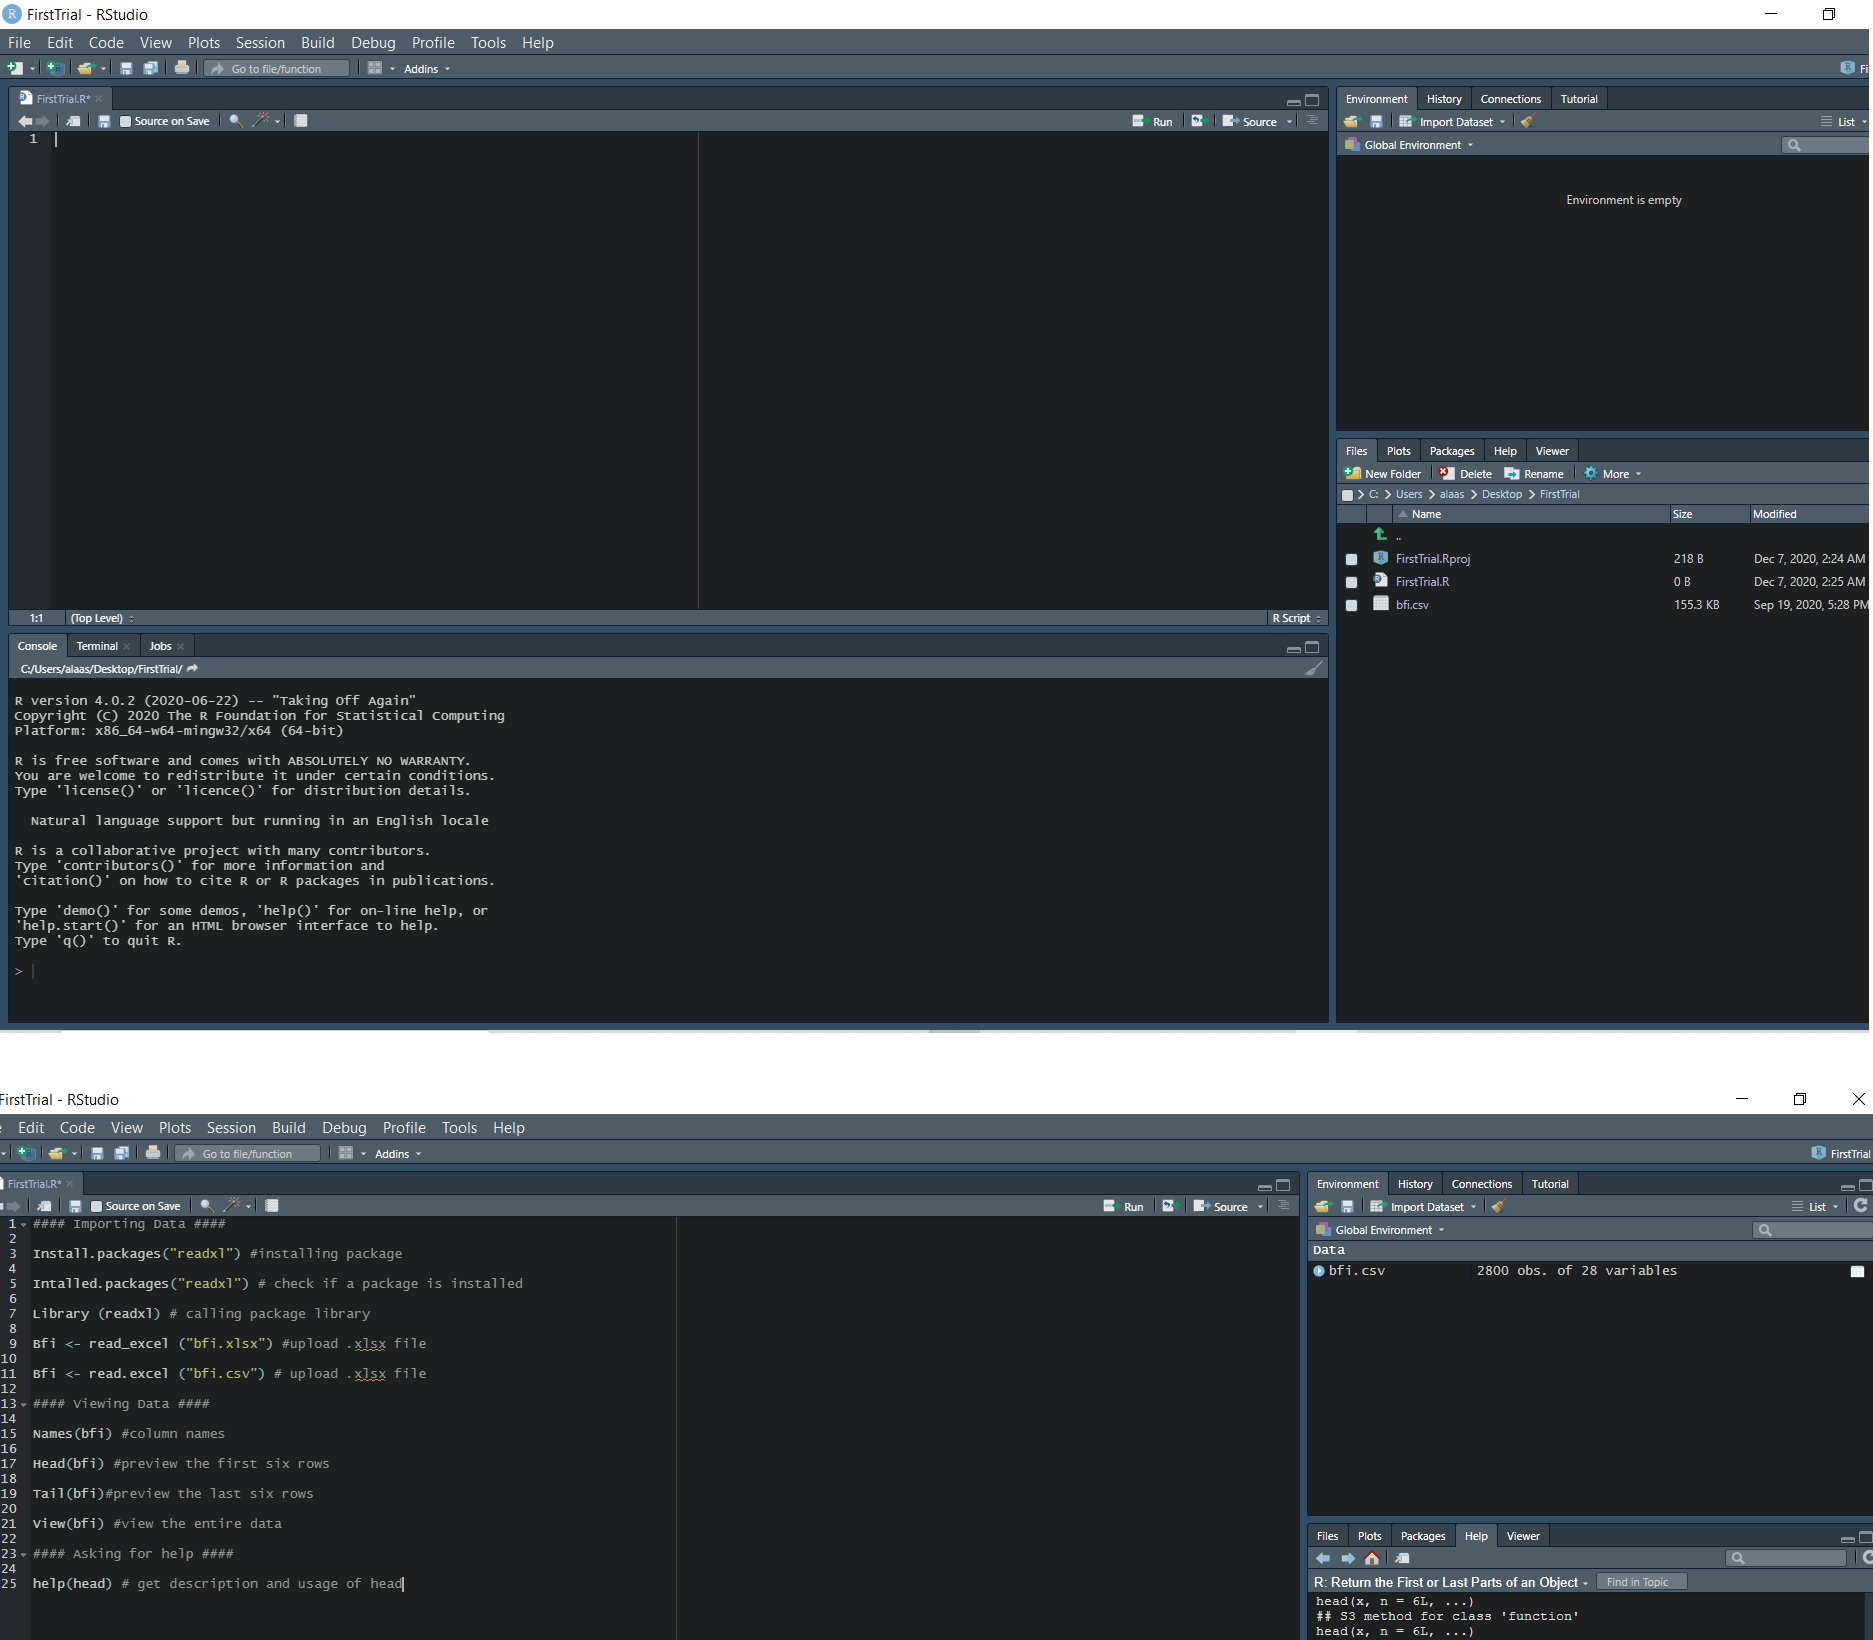 FirstTrial - RStudio
File Edit Code View Plots Session Build Debug Profile Tools Help
Go to file/function Addins
FirstTrial.R*
Source on Save Run Source
1
1:1 (Top Level) R Script
Console Terminal Jobs
C:/Users/alaas/Desktop/FirstTrial/
R version 4.0.2 (2020-06-22) -- "Taking Off Again"
Copyright (C) 2020 The R Foundation for Statistical Computing
Platform: x86_64-w64-mingw32/x64 (64-bit)
R is free software and comes with ABSOLUTELY NO WARRANTY.
You are welcome to redistribute it under certain conditions.
Type 'license()' or 'licence()' for distribution details.
Natural language support but running in an English locale
R is a collaborative project with many contributors.
Type 'contributors()' for more information and
'citation()' on how to cite R or R packages in publications.
Type 'demo()' for some demos, 'help()' for on-line help, or
'help.start()' for an HTML browser interface to help.
Type 'q()' to quit R.
>
Environment History Connections Tutorial
Import Dataset List
Global Environment
Environment is empty
Files Plots Packages Help Viewer
New Folder Delete Rename More
C: Users alaas Desktop FirstTrial
Name Size Modified
..
FirstTrial.Rproj 218 B Dec 7, 2020, 2:24 AM
FirstTrial.R 0 B Dec 7, 2020, 2:25 AM
bfi.csv 155.3 KB Sep 19, 2020, 5:28 PM
FirstTrial - RStudio
Edit Code View Plots Session Build Debug Profile Tools Help
Go to file/function Addins FirstTrial
FirstTrial.R*
Source on Save Run Source
1 #### Importing Data ####
2
3 Install.packages("readxl") #installing package
4
5 Intalled.packages("readxl") # check if a package is installed
6
7 Library (readxl) # calling package library
8
9 Bfi <- read_excel ("bfi.xlsx") #upload .xlsx file
10
11 Bfi <- read.excel ("bfi.csv") # upload .xlsx file
12
13 #### Viewing Data ####
14
15 Names(bfi) #column names
16
17 Head(bfi) #preview the first six rows
18
19 Tail(bfi)#preview the last six rows
20
21 View(bfi) #view the entire data
22
23 #### Asking for help ####
24
25 help(head) # get description and usage of head
Environment History Connections Tutorial
Import Dataset List
Global Environment
Data
bfi.csv 2800 obs. of 28 variables
Files Plots Packages Help Viewer
R: Return the First or Last Parts of an Object Find in Topic
head(x, n = 6L, ...)
## S3 method for class 'function'
head(x, n = 6L, ...)